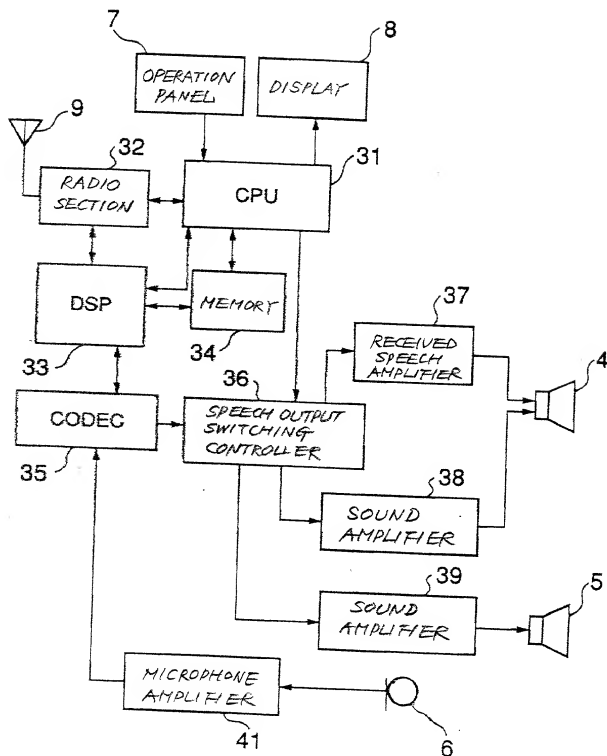 7
8
OPERATION
PANEL
DISPLAY
9
32
31
RADIO
SECTION
CPU
DSP
MEMORY
37
33
34
RECEIVED
SPEECH
AMPLIFIER
4
36
CODEC
SPEECH OUTPUT
SWITCHING
CONTROLLER
35
38
SOUND
AMPLIFIER
39
5
SOUND
AMPLIFIER
MICROPHONE
AMPLIFIER
41
6